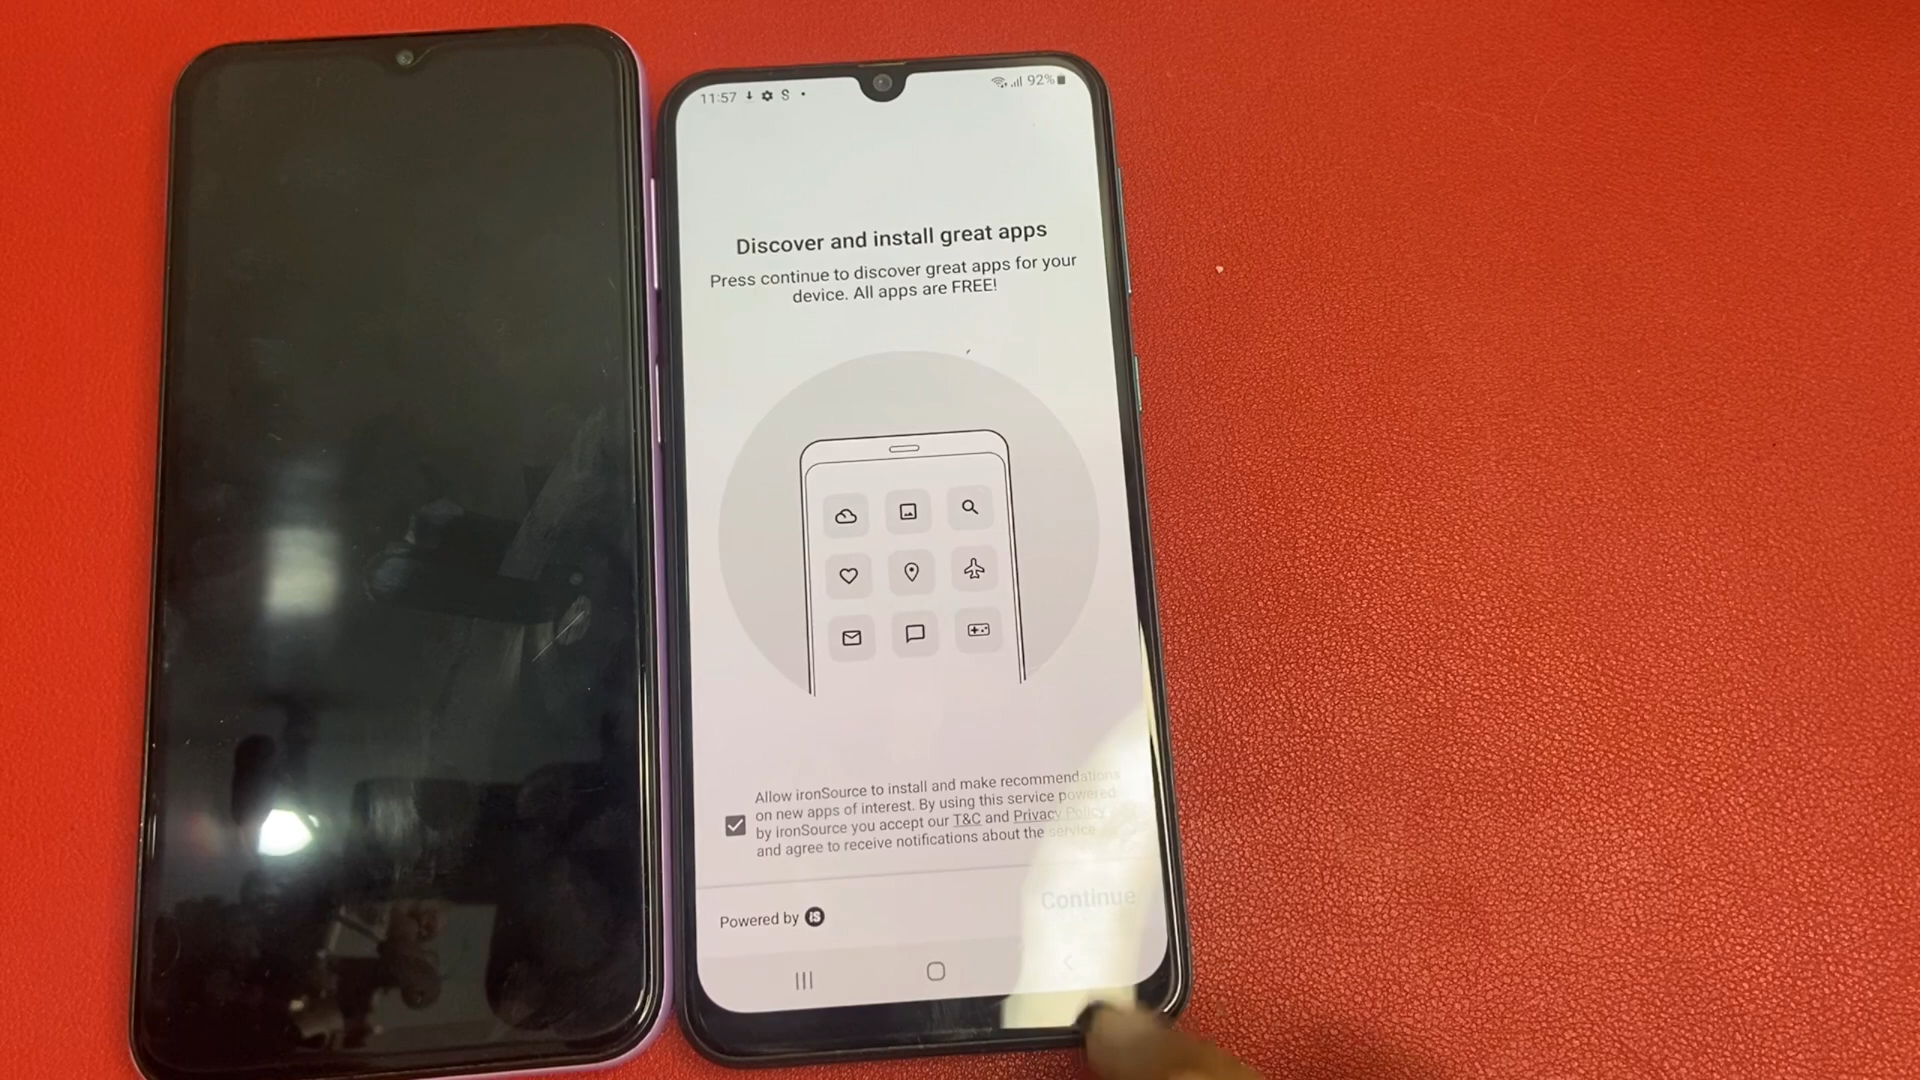 11:57 S 92%
Discover and install great apps
Press continue to discover great apps for your
device. All apps are FREE!
Allow ironSource to install and make recommendations
on new apps of interest. By using this service powered
by ironSource you accept our T&C and Privacy Policy
and agree to receive notifications about the service
Continue
Powered by IS